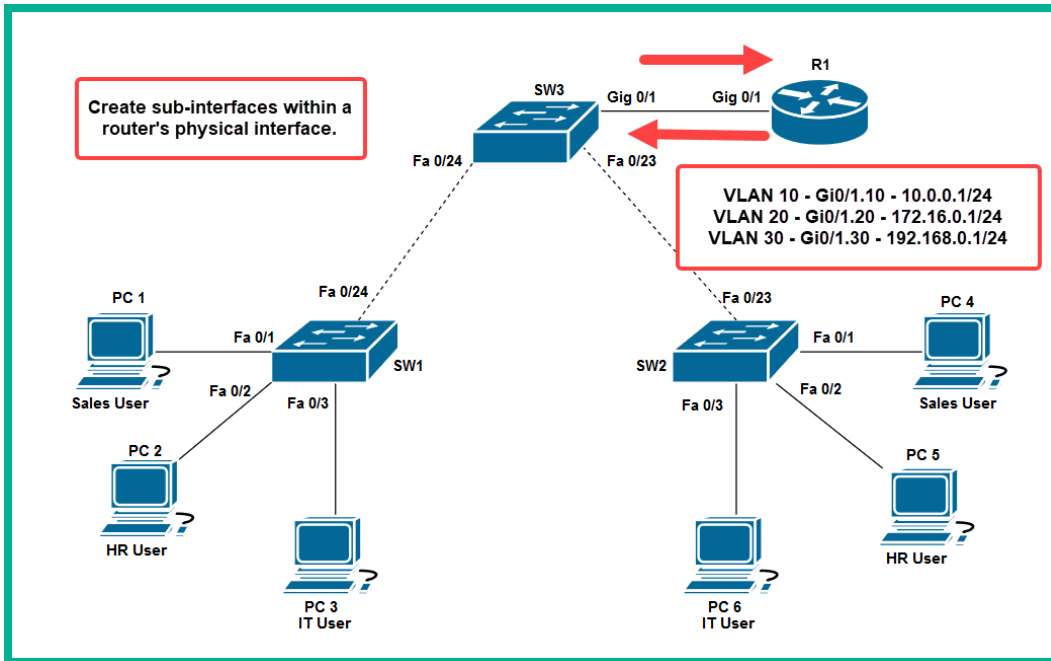 Create sub-interfaces within a
router's physical interface.
R1
SW3
Gig 0/1
Gig 0/1
Fa 0/24
Fa 0/23
VLAN 10 - Gi0/1.10 - 10.0.0.1/24
VLAN 20 - Gi0/1.20 - 172.16.0.1/24
VLAN 30 - Gi0/1.30 - 192.168.0.1/24
Fa 0/24
Fa 0/23
PC 1
Fa 0/1
Sales User
SW1
Fa 0/2
Fa 0/3
PC 2
HR User
PC 3
IT User
PC 4
Fa 0/1
Sales User
SW2
Fa 0/2
Fa 0/3
PC 5
HR User
PC 6
IT User